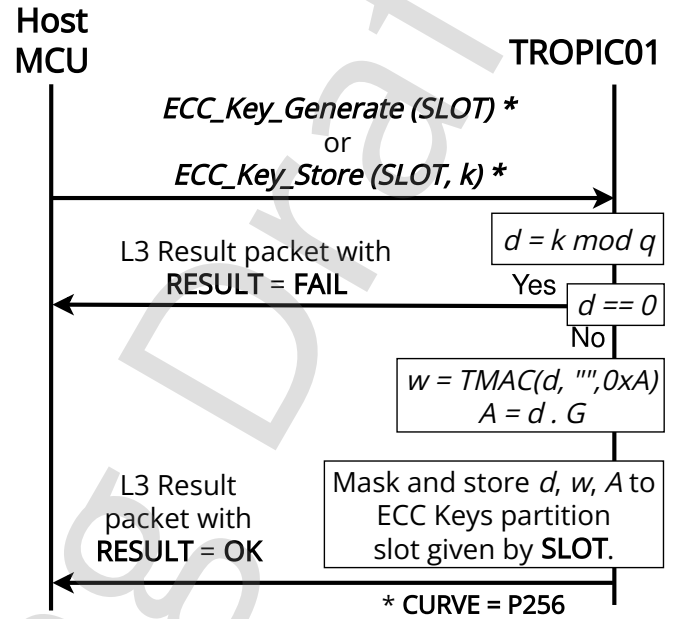 Host
MCU
TROPIC01
ECC_Key_Generate (SLOT) *
or
ECC_Key_Store (SLOT, k) *
d = k mod q
L3 Result packet with
RESULT = FAIL
Yes
d == 0
No
w = TMAC(d, "",0xA)
A = d . G
L3 Result
packet with
RESULT = OK
Mask and store d, w, A to
ECC Keys partition
slot given by SLOT.
* CURVE = P256